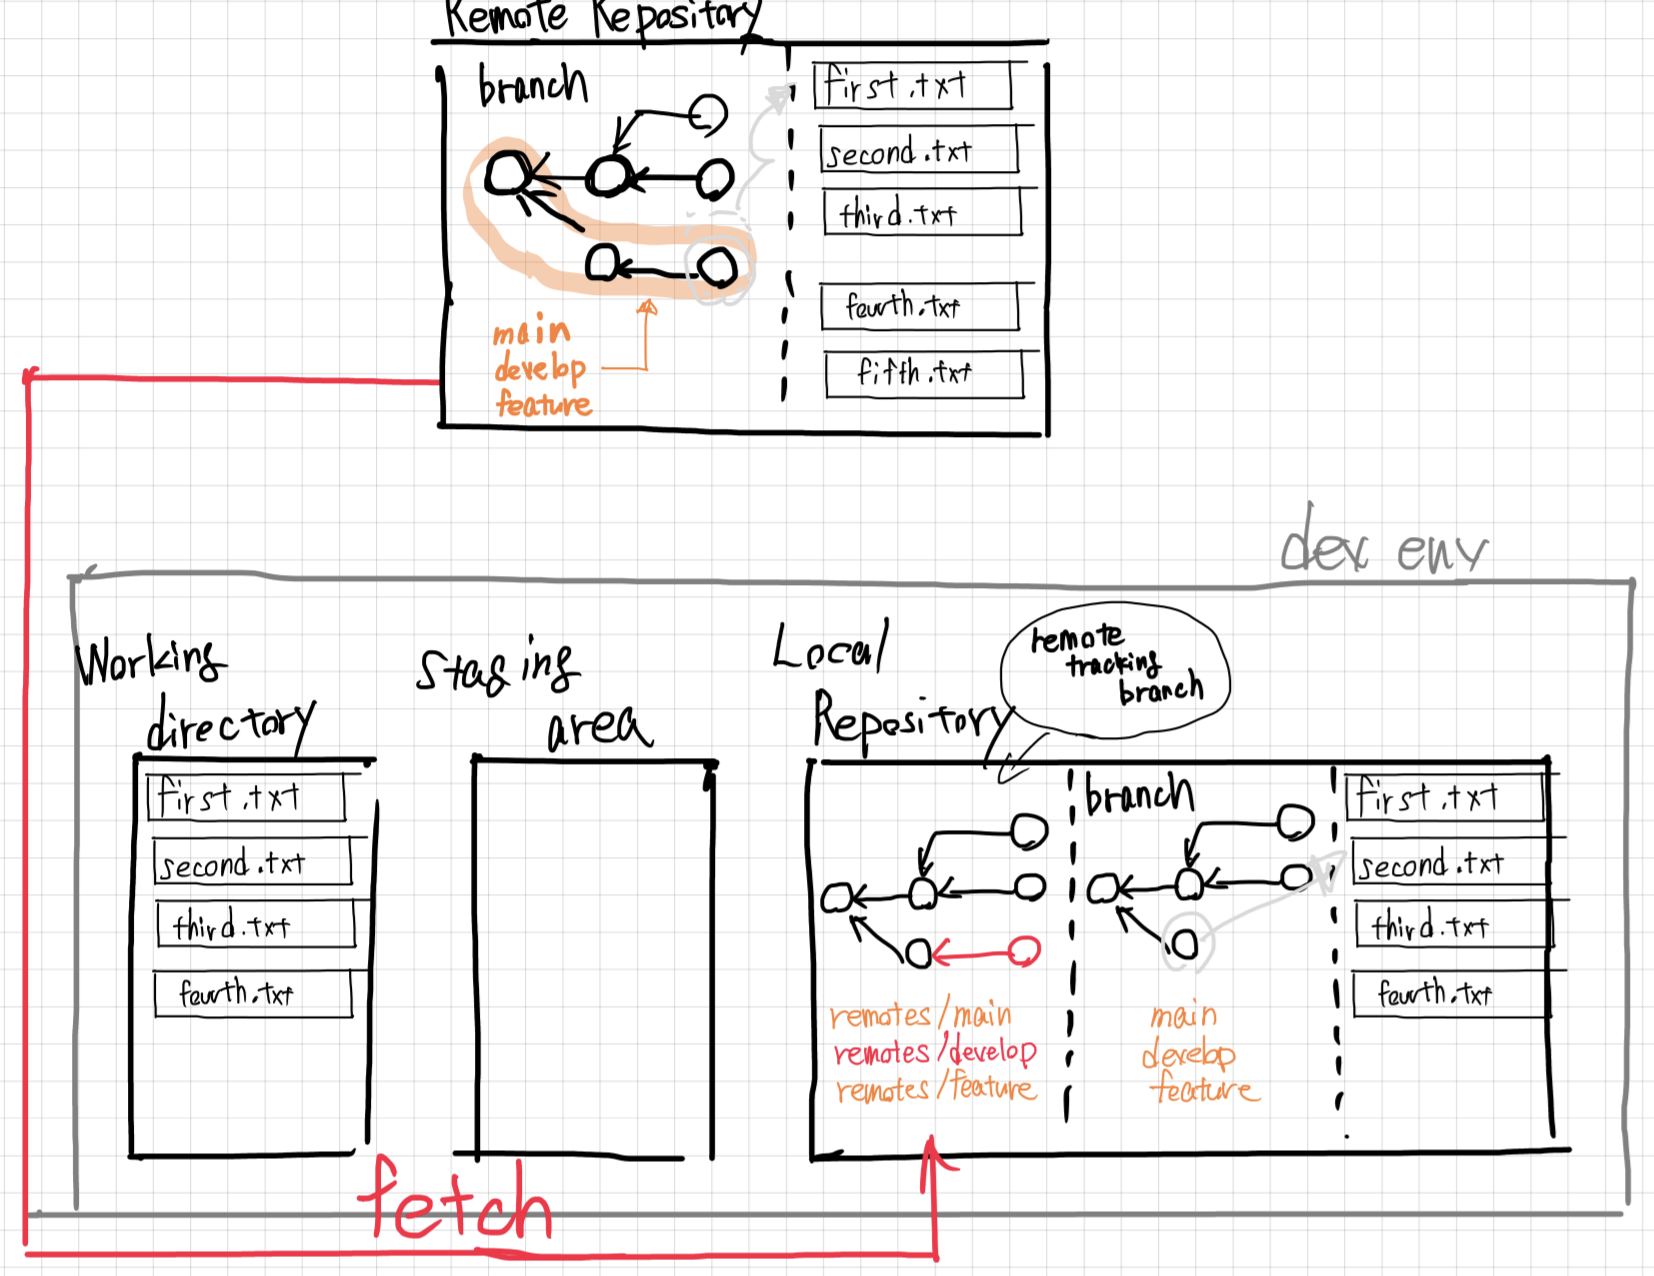 Remote Repository
branch
first.txt
second.txt
third.txt
fourth.txt
fifth.txt
main
develop
feature
dev env
Working
directory
first.txt
second.txt
third.txt
fourth.txt
Staging
area
Local
Repository
remote
tracking
branch
branch
remotes/main
remotes/develop
remotes/feature
main
develop
feature
first.txt
second.txt
third.txt
fourth.txt
fetch